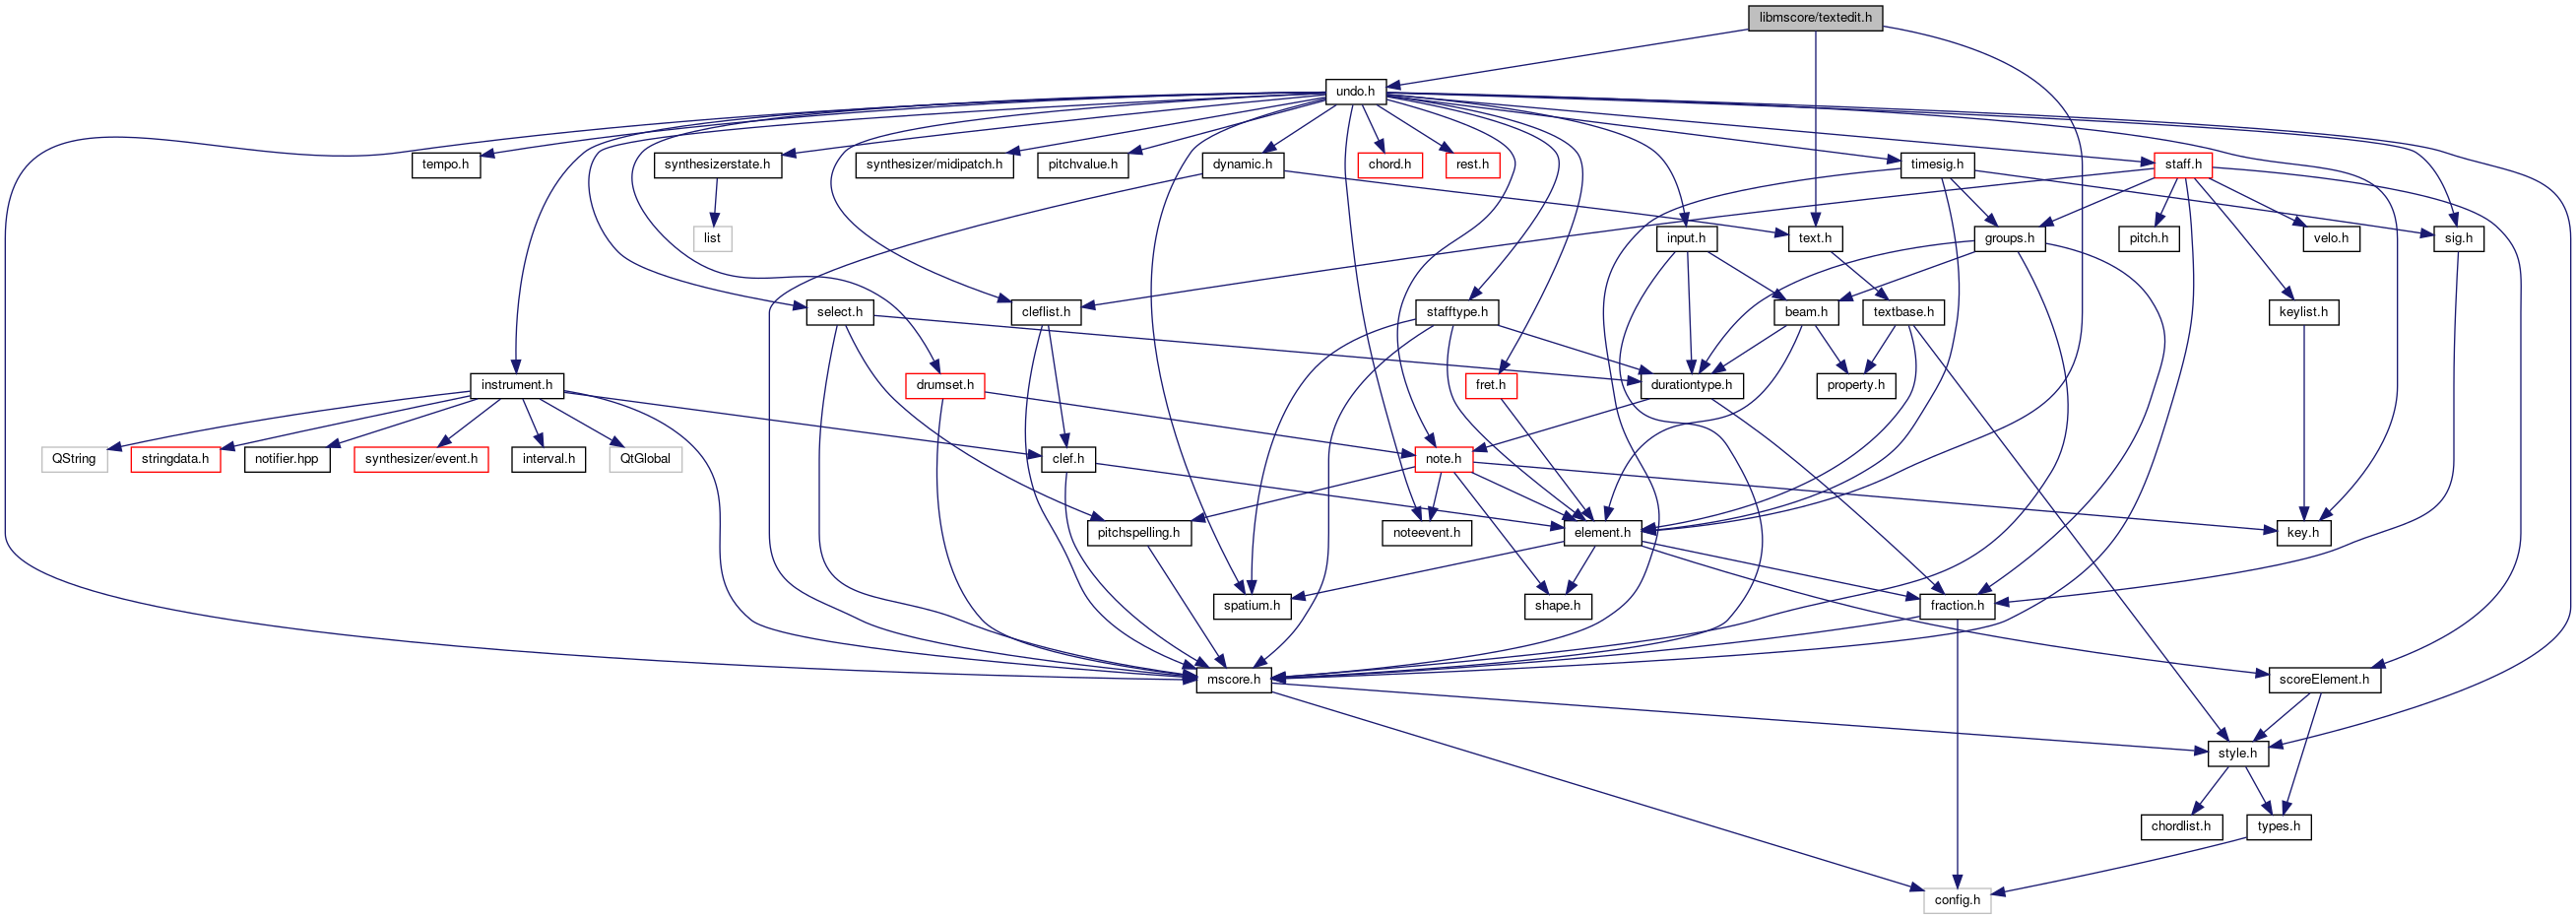 libmscore/textedit.h
undo.h
tempo.h
synthesizerstate.h
synthesizer/midipatch.h
pitchvalue.h
dynamic.h
chord.h
rest.h
timesig.h
staff.h
list
input.h
text.h
groups.h
pitch.h
velo.h
sig.h
select.h
cleflist.h
stafftype.h
beam.h
textbase.h
keylist.h
instrument.h
drumset.h
fret.h
durationtype.h
property.h
QString
stringdata.h
notifier.hpp
synthesizer/event.h
interval.h
QtGlobal
clef.h
note.h
pitchspelling.h
noteevent.h
element.h
key.h
spatium.h
shape.h
fraction.h
mscore.h
scoreElement.h
style.h
chordlist.h
types.h
config.h